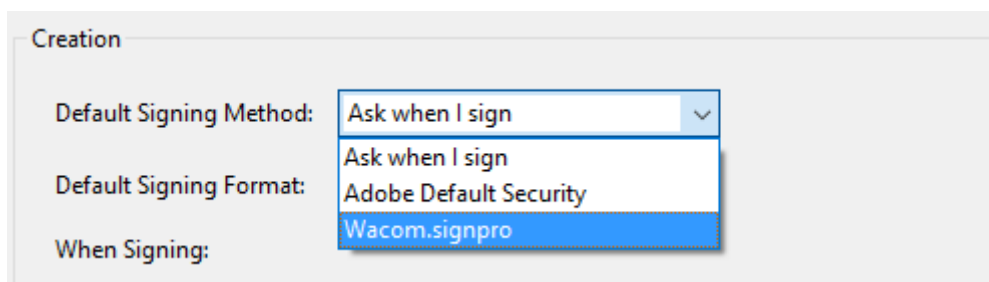 Creation
Default Signing Method: Ask when I sign
Ask when I sign
Default Signing Format: Adobe Default Security
Wacom.signpro
When Signing: